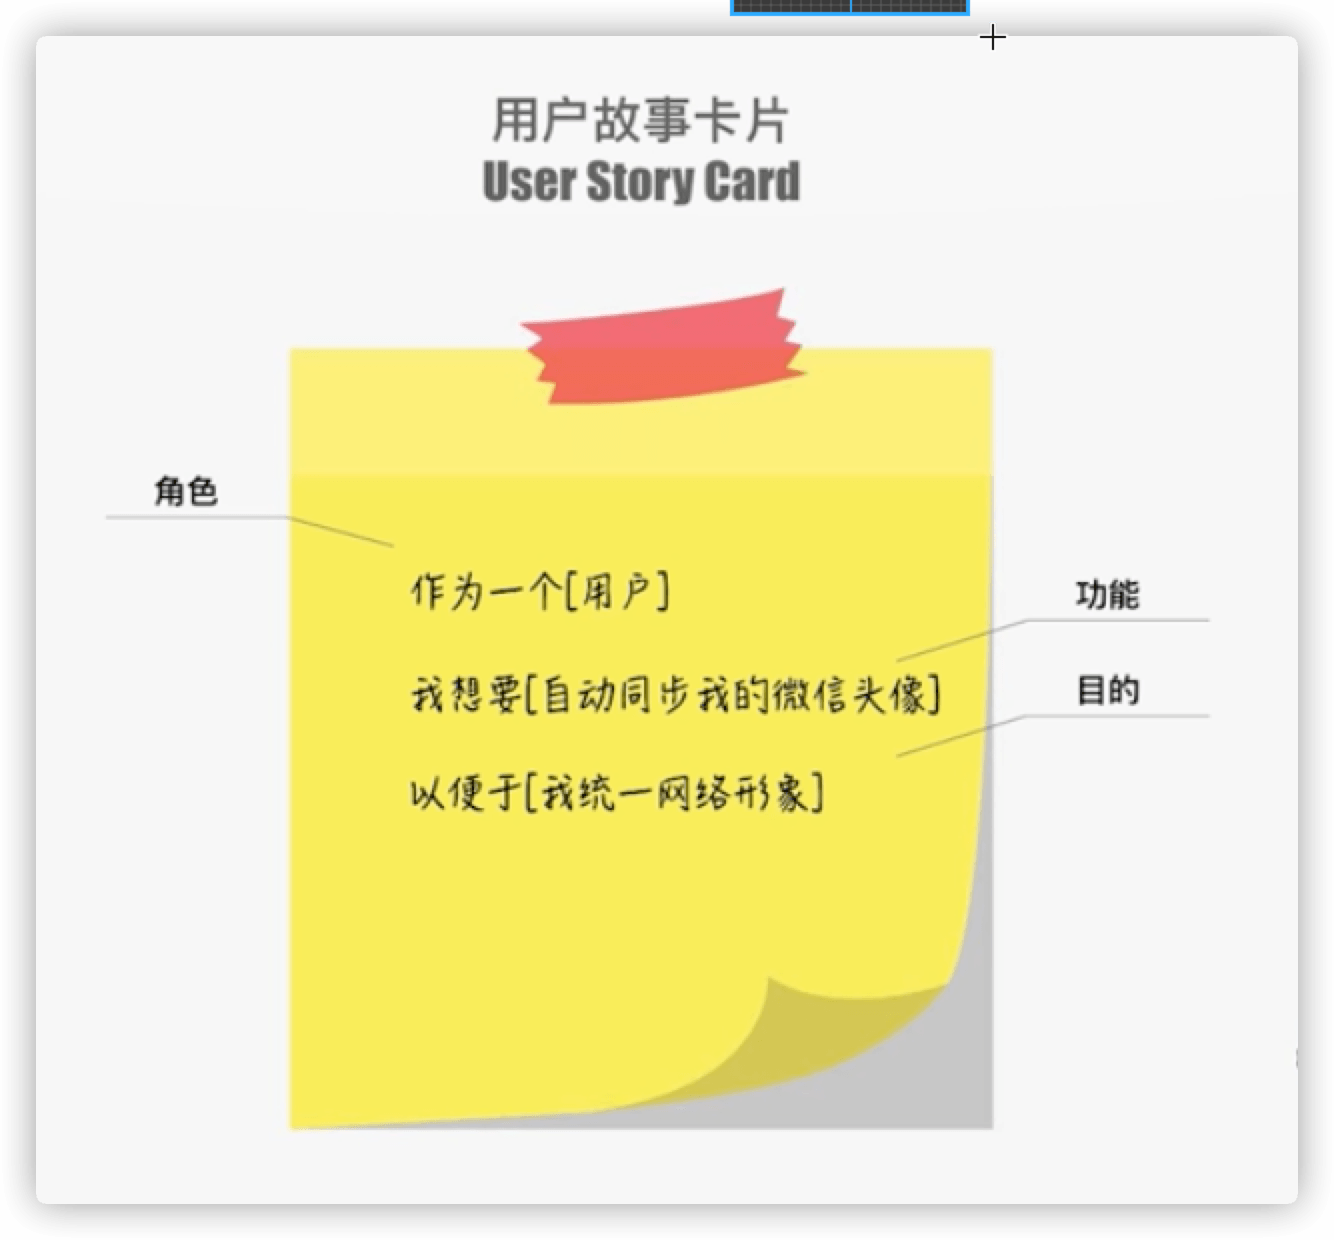 用户故事卡片
User Story Card
角色
作为一个[用户]
功能
我想要[自动同步我的微信头像]
目的
以便于[我统一网络形象]